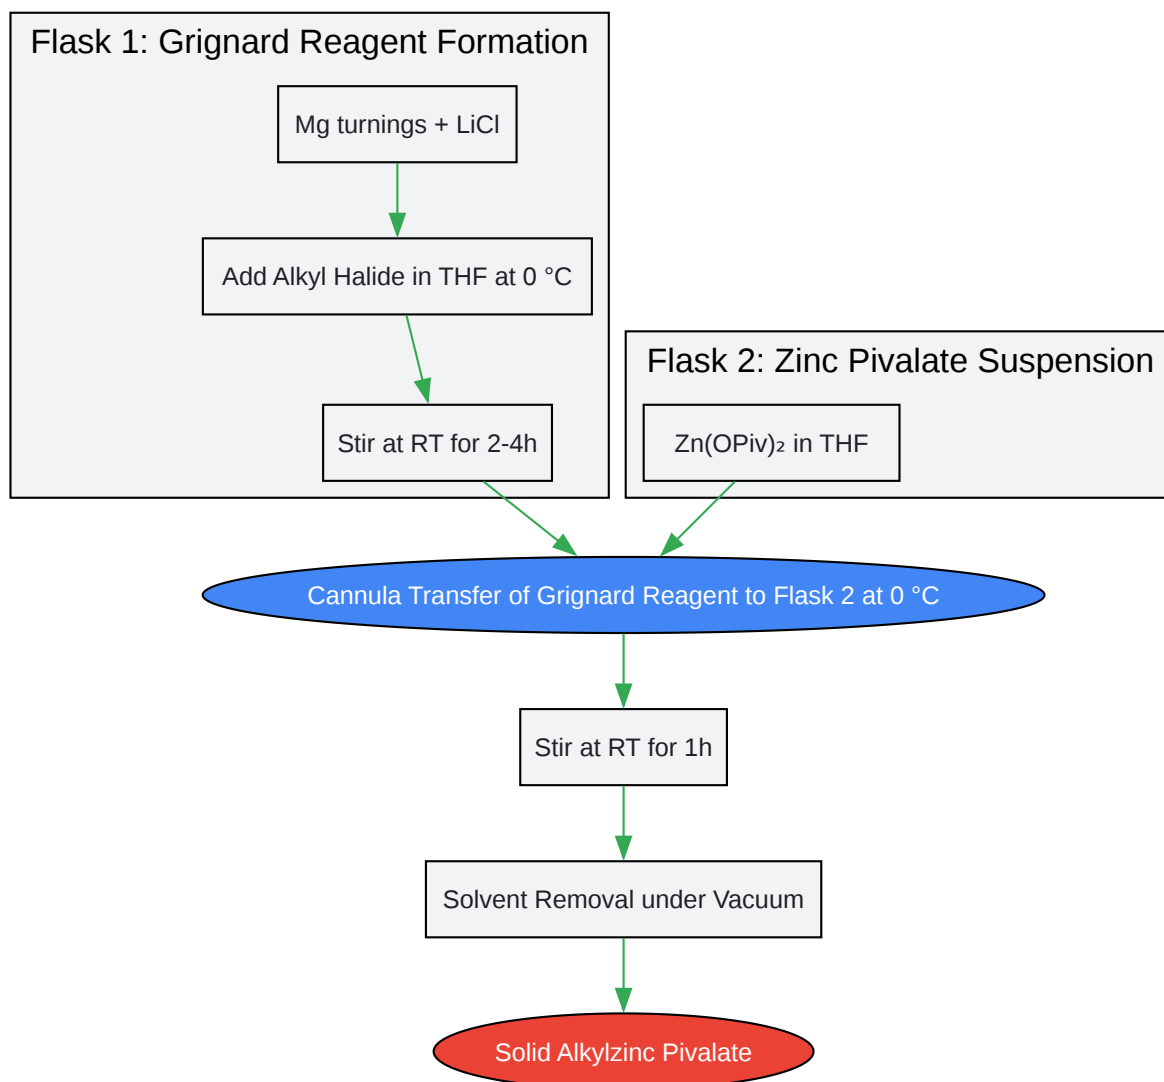 Flask 1: Grignard Reagent Formation
Mg turnings + LiCl
Add Alkyl Halide in THF at 0 °C
Stir at RT for 2-4h
Flask 2: Zinc Pivalate Suspension
Zn(OPiv)₂ in THF
Cannula Transfer of Grignard Reagent to Flask 2 at 0 °C
Stir at RT for 1h
Solvent Removal under Vacuum
Solid Alkylzinc Pivalate